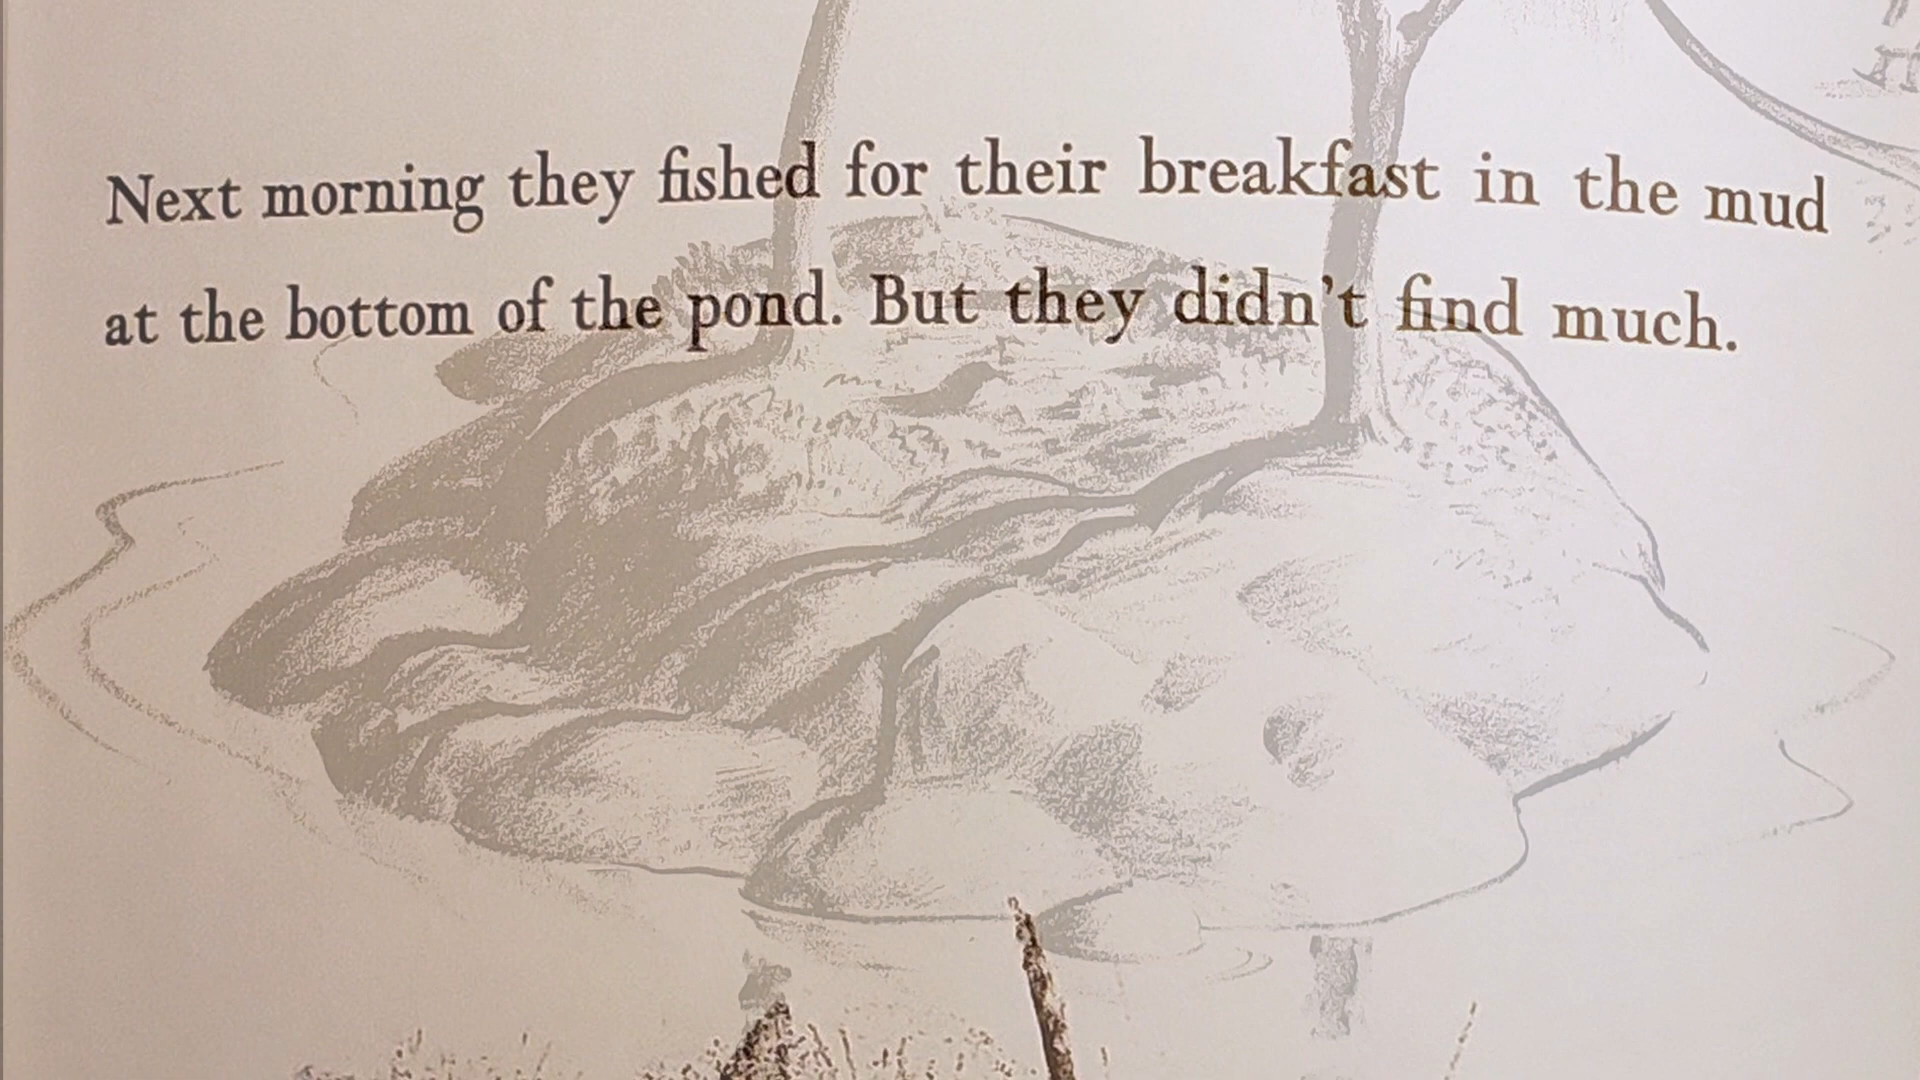 Next morning they fished for their breakfast in the mud
at the bottom of the pond. But they didn't find much.